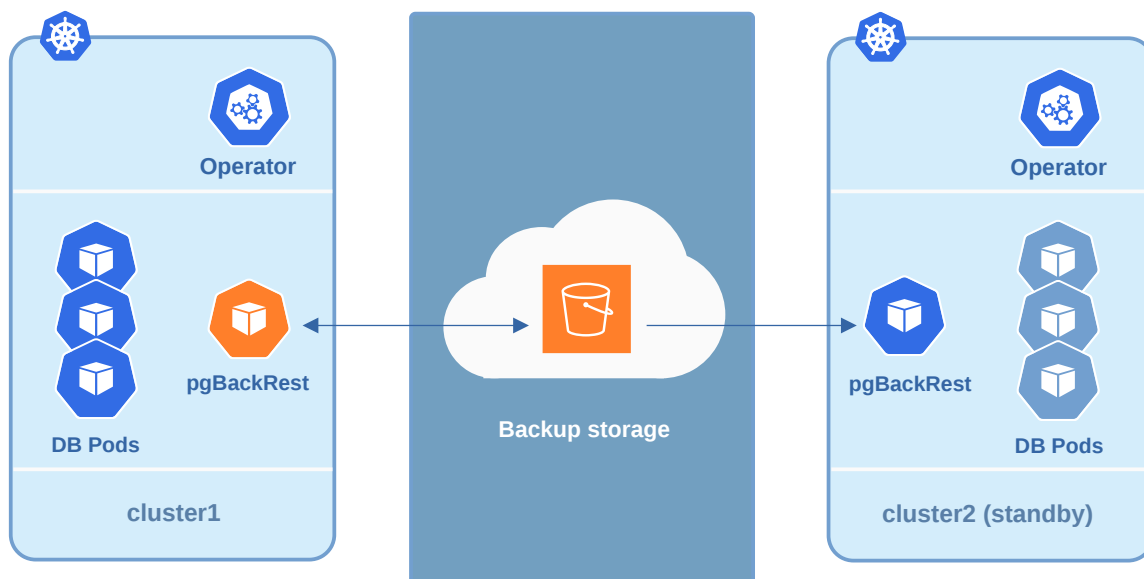 Operator
pgBackRest
DB Pods
cluster1
Backup storage
Operator
pgBackRest
DB Pods
cluster2 (standby)